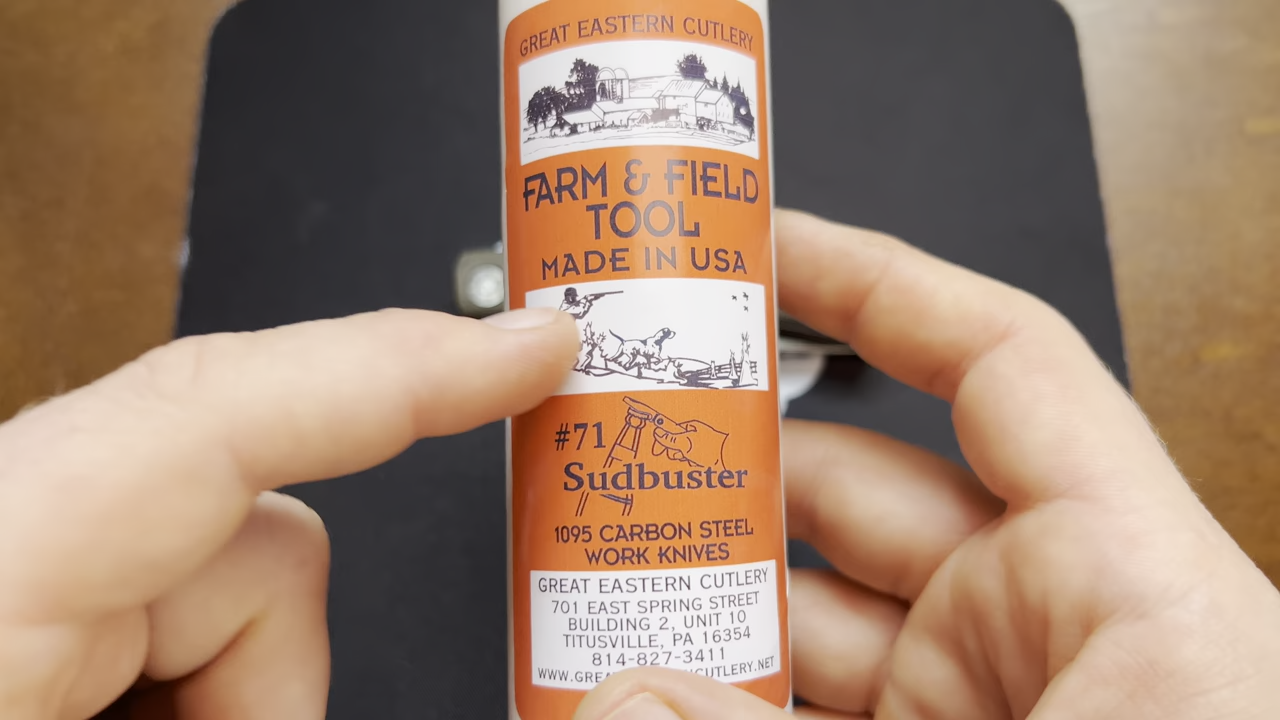 GREAT EASTERN CUTLERY
FARM & FIELD
TOOL
MADE IN USA
#71
Sudbuster
1095 CARBON STEEL
WORK KNIVES
GREAT EASTERN CUTLERY
701 EAST SPRING STREET
BUILDING 2, UNIT 10
TITUSVILLE, PA 16354
814-827-3411